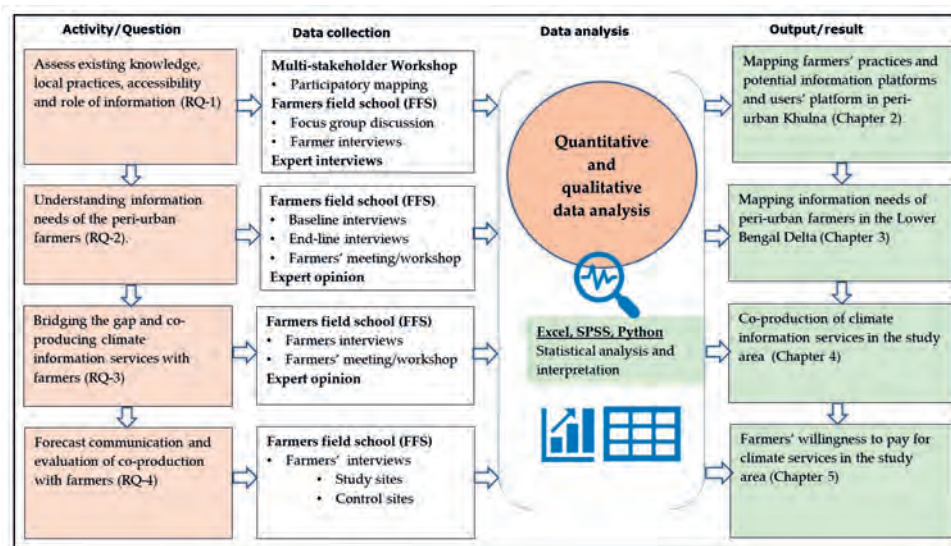 Activity/Question
Data collection
Data analysis
Output/result
Assess existing knowledge,
local practices, accessibility
and role of information (RQ-1)
Multi-stakeholder Workshop
• Participatory mapping
Farmers field school (FFS)
• Focus group discussion
• Farmer interviews
Expert interviews
Quantitative
and
qualitative
data analysis
Mapping farmers' practices and
potential information platforms
and users' platform in peri-
urban Khulna (Chapter 2)
Understanding information
needs of the peri-urban
farmers (RQ-2).
Farmers field school (FFS)
• Baseline interviews
• End-line interviews
• Farmers' meeting/workshop
Expert opinion
Mapping information needs of
peri-urban farmers in the Lower
Bengal Delta (Chapter 3)
Bridging the gap and co-
producing climate
information services with
farmers (RQ-3)
Farmers field school (FFS)
• Farmers interviews
• Farmers' meeting/workshop
Expert opinion
Excel, SPSS, Python
Statistical analysis and
interpretation
Co-production of climate
information services in the study
area (Chapter 4)
Forecast communication and
evaluation of co-production
with farmers (RQ-4)
Farmers field school (FFS)
• Farmers' interviews
• Study sites
• Control sites
Farmers' willingness to pay for
climate services in the study
area (Chapter 5)